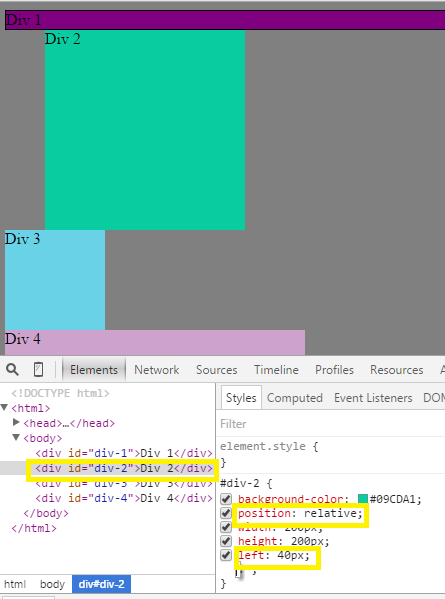 Div 1
Div 2
Div 3
Div 4
Elements Network Sources Timeline Profiles Resources A
<!DOCTYPE html>
<html>
<head>…</head>
<body>
<div id="div-1">Div 1</div>
<div id="div-2">Div 2</div>
<div id="div-3">Div 3</div>
<div id="div-4">Div 4</div>
</body>
</html>
html body div#div-2
Styles Computed Event Listeners DOM
Filter
element.style {
}
#div-2 {
background-color: #09CDA1;
position: relative;
width: 200px;
height: 200px;
left: 40px;
;
}